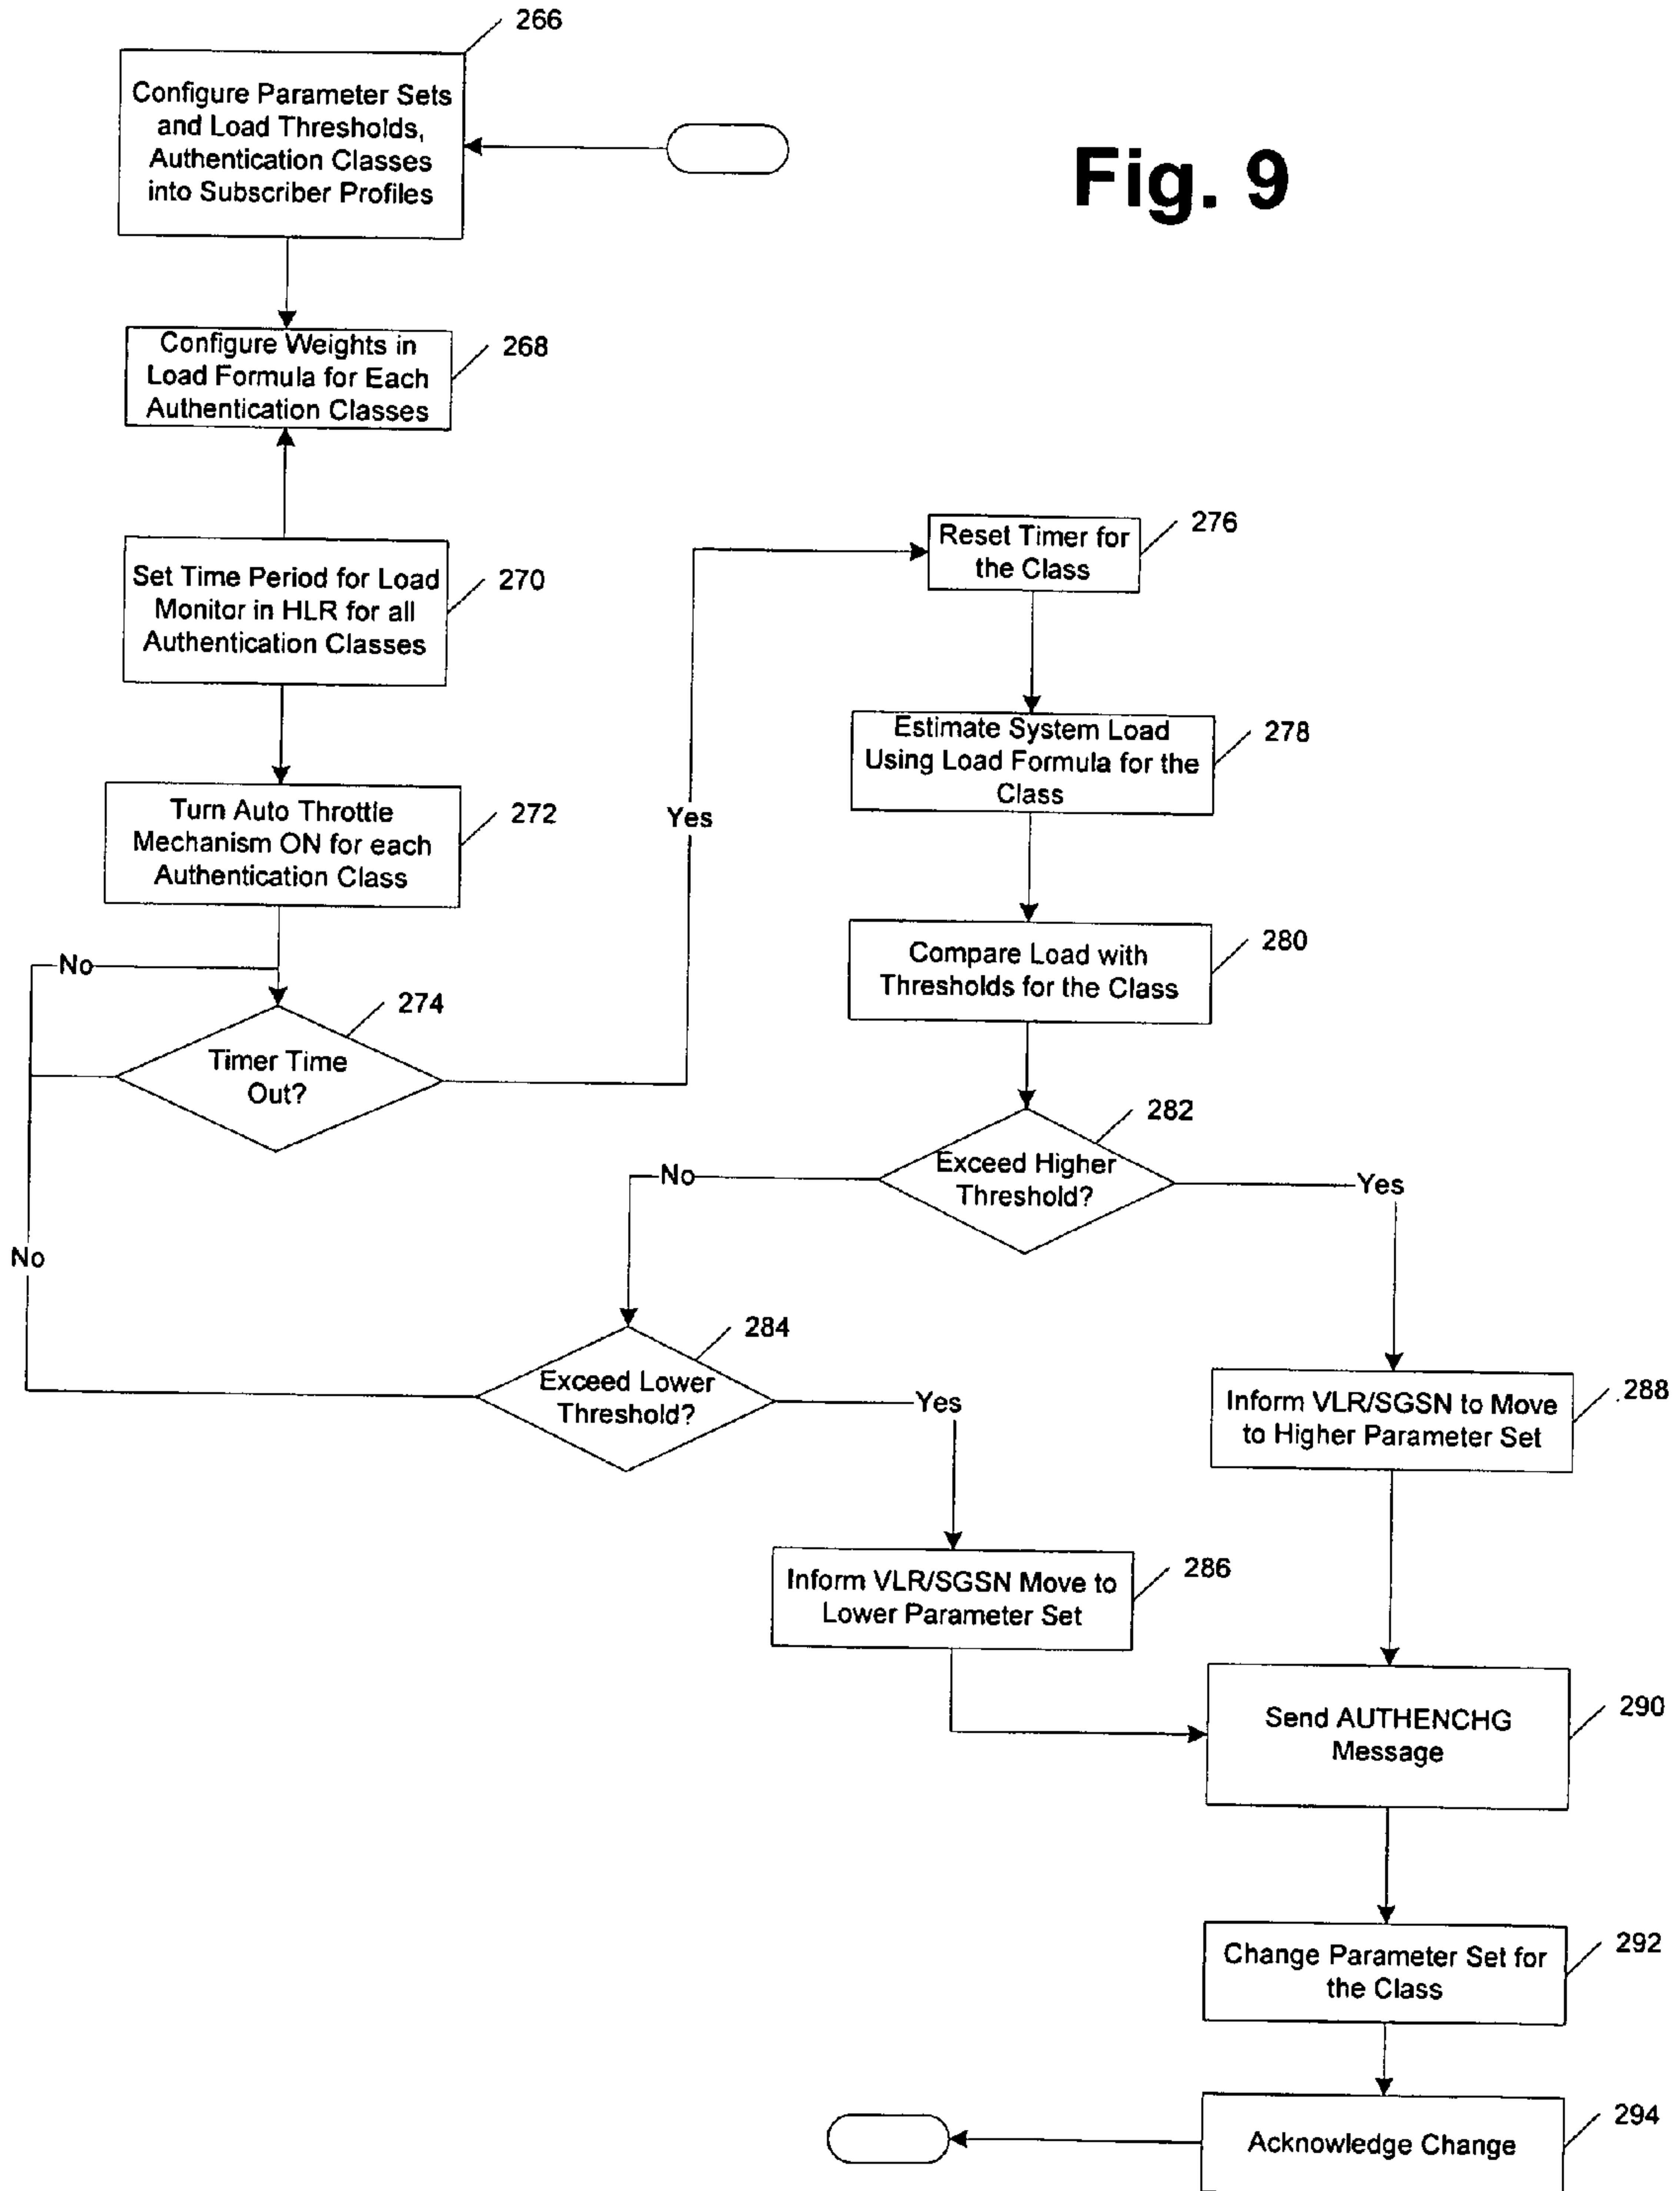 266
Configure Parameter Sets
and Load Thresholds,
Authentication Classes
into Subscriber Profiles
Fig. 9
Configure Weights in
Load Formula for Each
Authentication Classes
268
Set Time Period for Load
Monitor in HLR for all
Authentication Classes
270
Reset Timer for
the Class
276
Estimate System Load
Using Load Formula for the
Class
278
Turn Auto Throttle
Mechanism ON for each
Authentication Class
272
Yes
Compare Load with
Thresholds for the Class
280
No
Timer Time
Out?
274
Exceed Higher
Threshold?
282
No
Yes
No
Exceed Lower
Threshold?
284
Yes
Inform VLR/SGSN to Move
to Higher Parameter Set
288
Inform VLR/SGSN Move to
Lower Parameter Set
286
Send AUTHENCHG
Message
290
Change Parameter Set for
the Class
292
Acknowledge Change
294